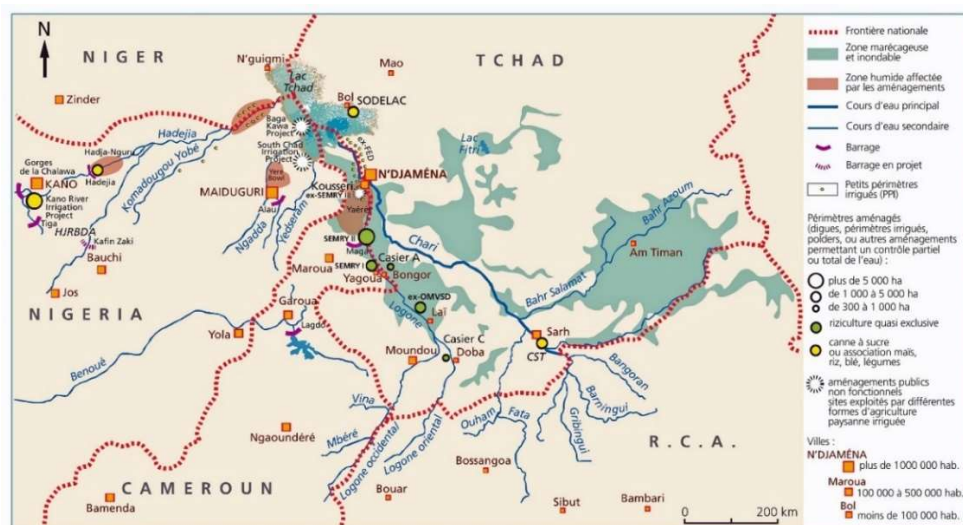 N
NIGER
TCHAD
NIGERIA
CAMEROUN
R.C.A.
N'guigmi
Mao
Lac
Tchad
Bol
SODELAC
Zinder
Baga
Kawa
Project
ex-FED
South Chad
Irrigation
Project
Lac
Fitri
Hadejia
Hadja-Nguru
Gorges
de la Chalawa
Hadejia
KANO
Kano River
Irrigation
Project
Tiga
Komadougou Yobé
HJRBDA
Kafin Zaki
Bauchi
Jos
MAIDUGURI
Alau
Ngadda
Yedseram
N'DJAMÉNA
Kousseri
ex-SEMRY III
Yaéré
SEMRY II
Maga
Maroua
SEMRY I
Casier A
Yagoua
Bongor
Chari
Bahr Azoum
Am Timan
Bahr Salamat
ex-OMVSD
Laï
Logone
Garoua
Lagdo
Yola
Benoué
Moundou
Casier C
Doba
Sarh
CST
Vina
Mbéré
Logone occidental
Logone oriental
Ouham
Fata
Gribingui
Barningui
Bangoran
Ngaoundéré
Bossangoa
Bouar
Sibut
Bambari
Bamenda
0 200 km
Frontière nationale
Zone marécageuse
et inondable
Zone humide affectée
par les aménagements
Cours d'eau principal
Cours d'eau secondaire
Barrage
Barrage en projet
Petits périmètres
irrigués (PPI)
Périmètres aménagés
(digues, périmètres irrigués,
polders, ou autres aménagements
permettant un contrôle partiel
ou total de l'eau) :
plus de 5 000 ha
de 1 000 à 5 000 ha
de 300 à 1 000 ha
riziculture quasi exclusive
canne à sucre
ou association maïs,
riz, blé, légumes
aménagements publics
non fonctionnels
sites exploités par différentes
formes d'agriculture
paysanne irriguée
Villes :
N'DJAMÉNA
plus de 1000 000 hab.
Maroua
100 000 à 500 000 hab.
Bol
moins de 100 000 hab.